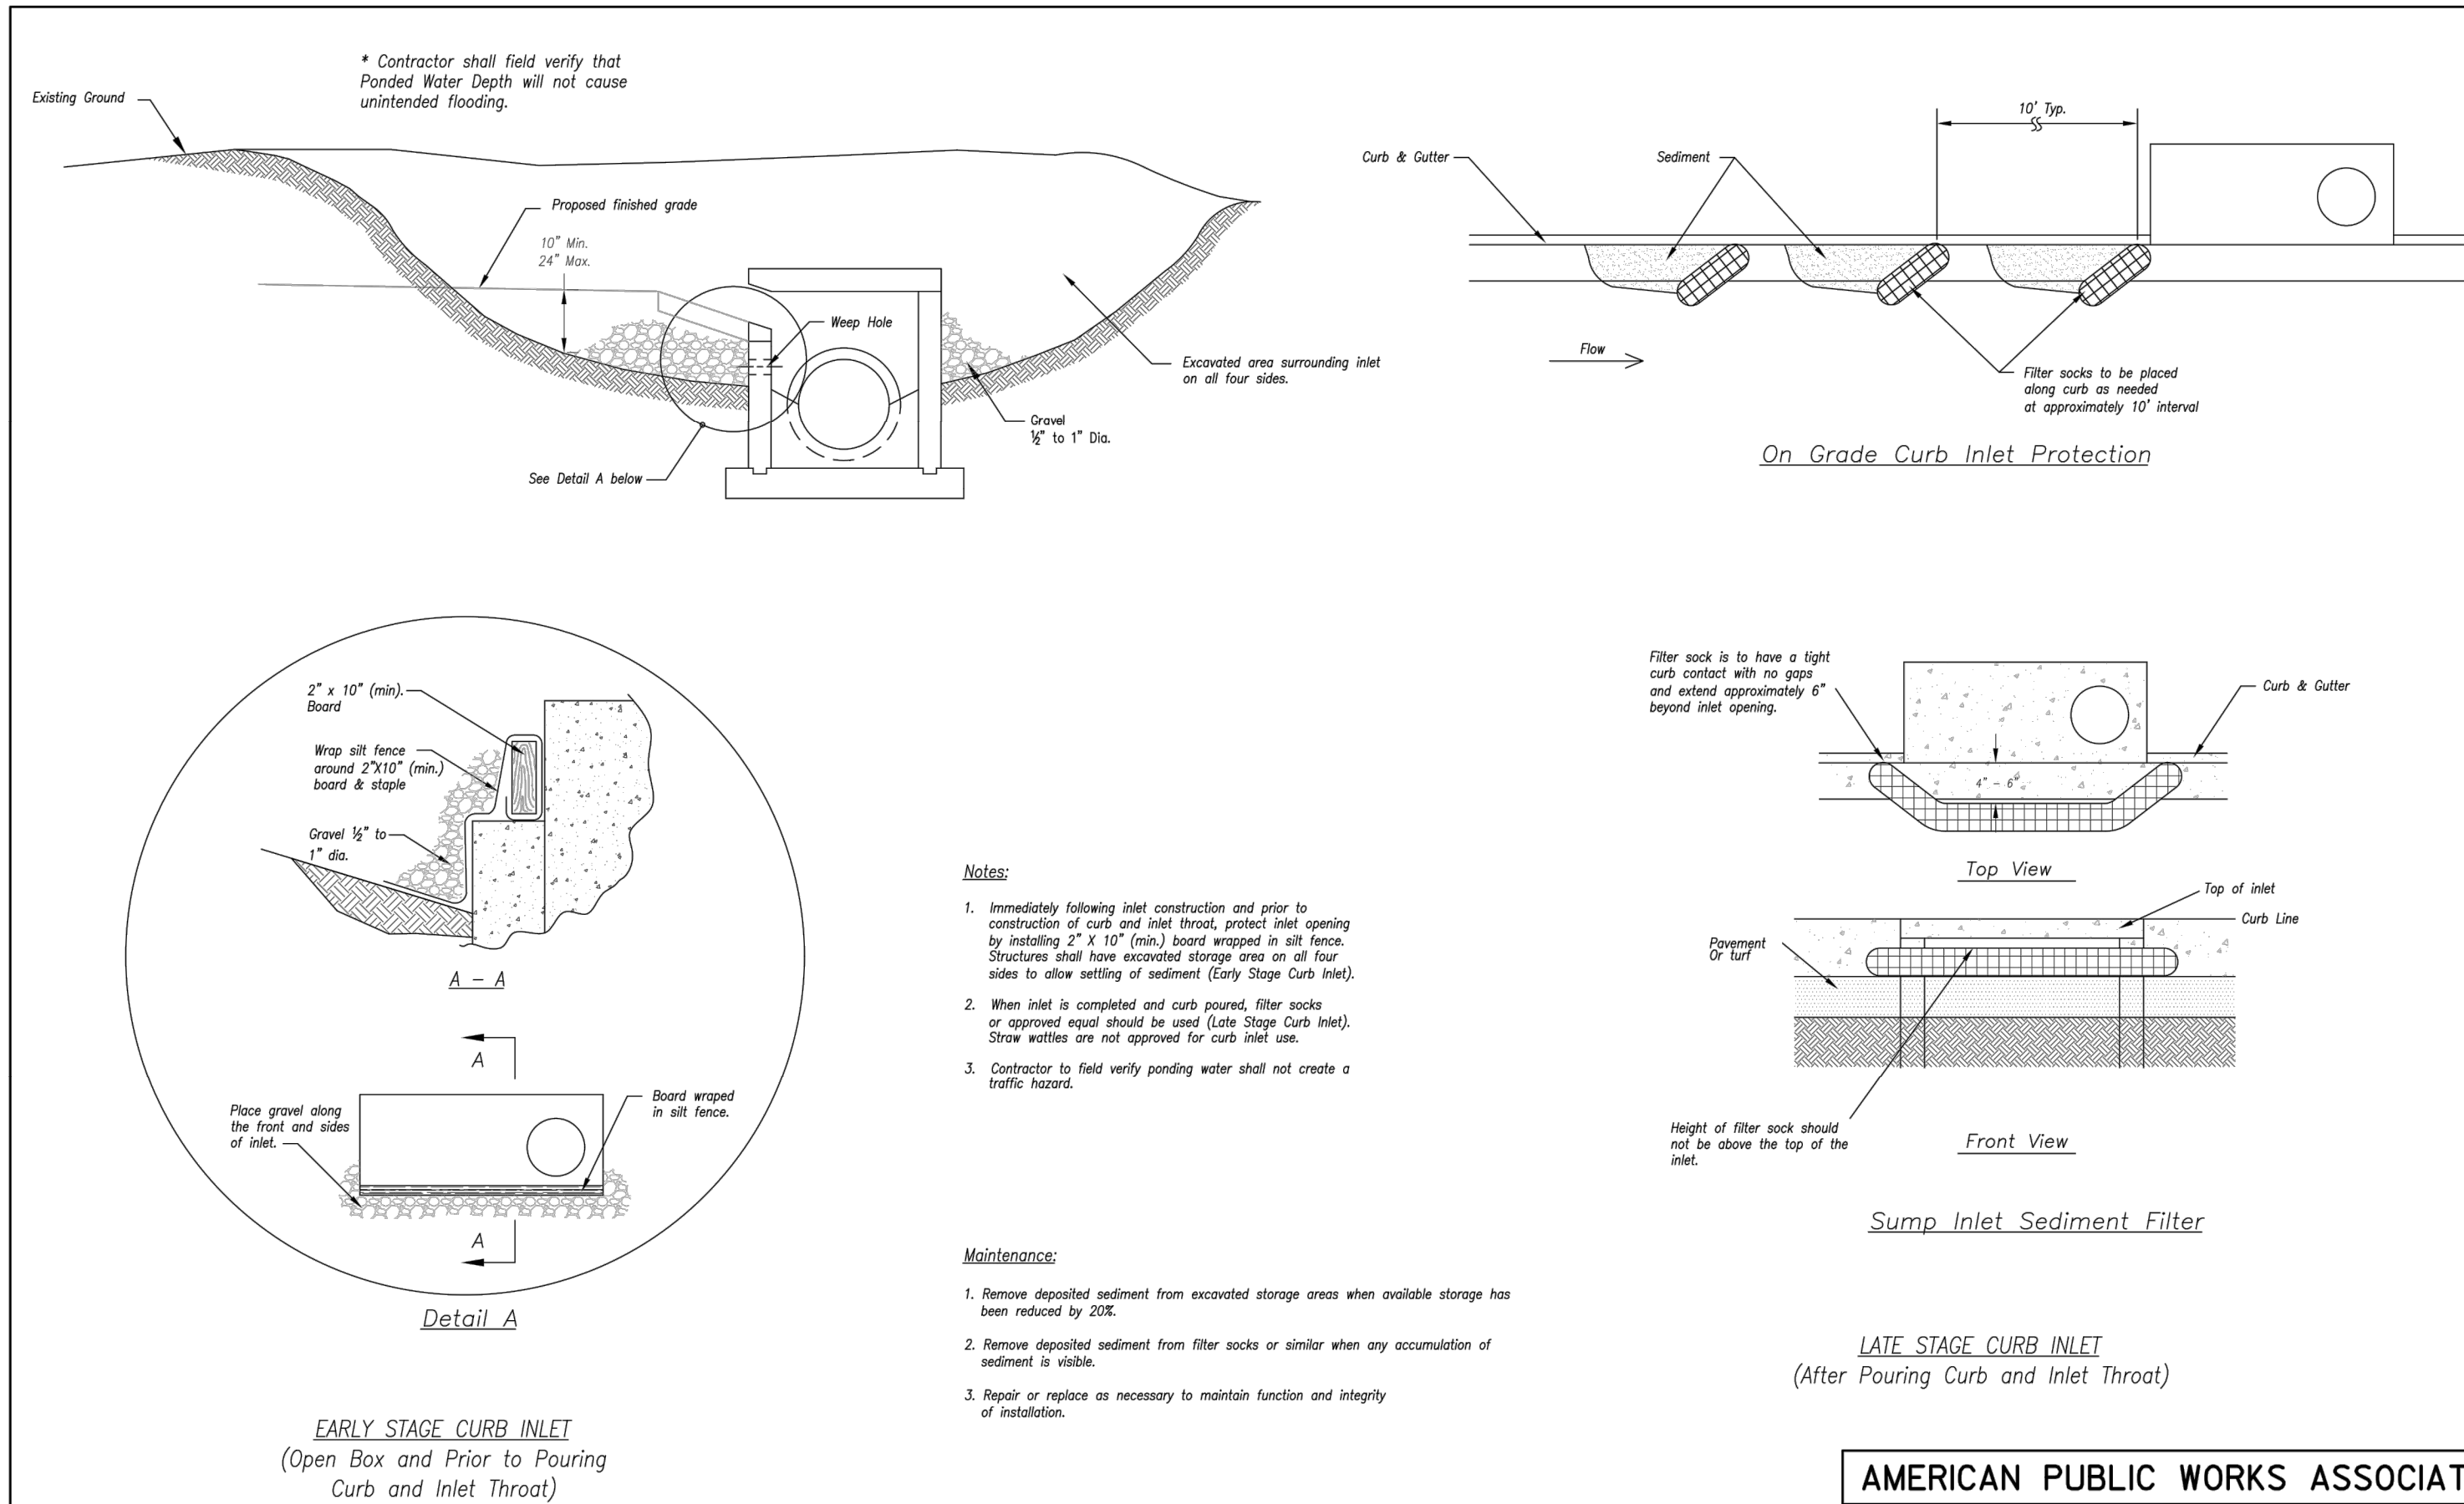 * Contractor shall field verify that
Ponded Water Depth will not cause
unintended flooding.
Existing Ground
Proposed finished grade
10" Min.
24" Max.
Weep Hole
Excavated area surrounding inlet
on all four sides.
Gravel
½" to 1" Dia.
See Detail A below
10' Typ.
Curb & Gutter
Sediment
Flow
Filter socks to be placed
along curb as needed
at approximately 10' interval
On Grade Curb Inlet Protection
2" x 10" (min).
Board
Wrap silt fence
around 2"X10" (min.)
board & staple
Gravel ½" to
1" dia.
A - A
A
Place gravel along
the front and sides
of inlet.
Board wraped
in silt fence.
A
Detail A
EARLY STAGE CURB INLET
(Open Box and Prior to Pouring
Curb and Inlet Throat)
Notes:
1. Immediately following inlet construction and prior to
construction of curb and inlet throat, protect inlet opening
by installing 2" X 10" (min.) board wrapped in silt fence.
Structures shall have excavated storage area on all four
sides to allow settling of sediment (Early Stage Curb Inlet).
2. When inlet is completed and curb poured, filter socks
or approved equal should be used (Late Stage Curb Inlet).
Straw wattles are not approved for curb inlet use.
3. Contractor to field verify ponding water shall not create a
traffic hazard.
Maintenance:
1. Remove deposited sediment from excavated storage areas when available storage has
been reduced by 20%.
2. Remove deposited sediment from filter socks or similar when any accumulation of
sediment is visible.
3. Repair or replace as necessary to maintain function and integrity
of installation.
Filter sock is to have a tight
curb contact with no gaps
and extend approximately 6"
beyond inlet opening.
Curb & Gutter
4" - 6"
Top View
Top of inlet
Curb Line
Pavement
Or turf
Height of filter sock should
not be above the top of the
inlet.
Front View
Sump Inlet Sediment Filter
LATE STAGE CURB INLET
(After Pouring Curb and Inlet Throat)
AMERICAN PUBLIC WORKS ASSOCIAT